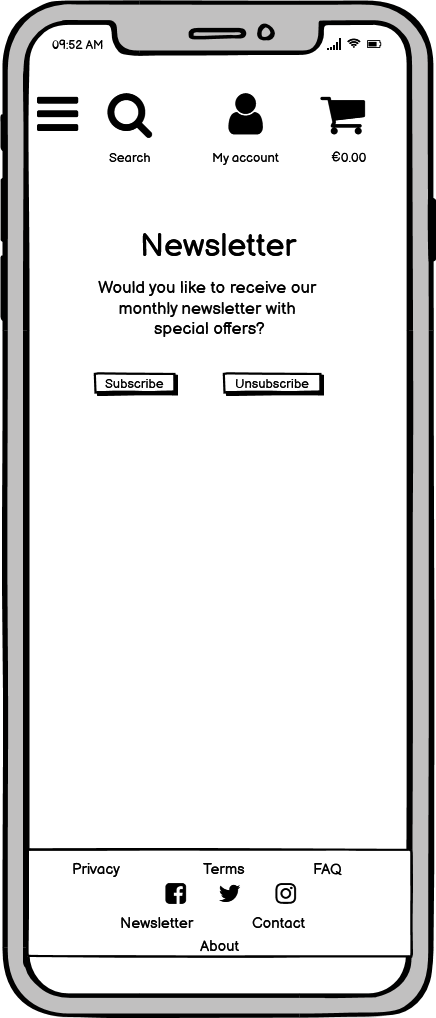 09:52 AM
Search
My account
€0.00
Newsletter
Would you like to receive our
monthly newsletter with
special offers?
Subscribe
Unsubscribe
Privacy
Terms
FAQ
Newsletter
Contact
About